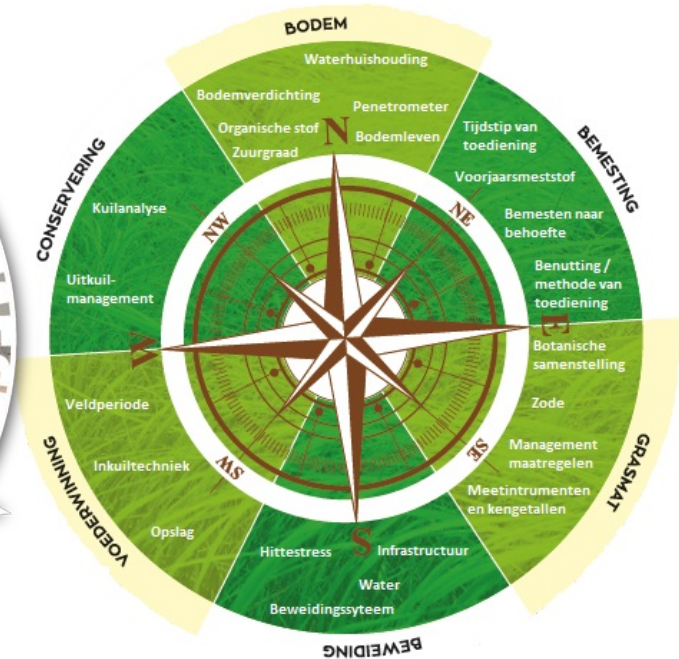 BODEM
Waterhuishouding
Bodemverdichting
Penetrometer
Organische stof
Bodemleven
Zuurgraad
BEMESTING
Tijdstip van
toediening
Voorjaarsmeststof
Bemesten naar
behoefte
Benutting /
methode van
toediening
GRASMAT
Botanische
samenstelling
Zode
Management
maatregelen
Meetintrumenten
en kengetallen
BEWEIDING
Hittestress
Infrastructuur
Water
Beweidingssyteem
VOEDERWINNING
Veldperiode
Inkuiltechniek
Opslag
CONSERVERING
Kuilanalyse
Uitkuil-
management
N
NE
E
SE
S
SW
W
NW